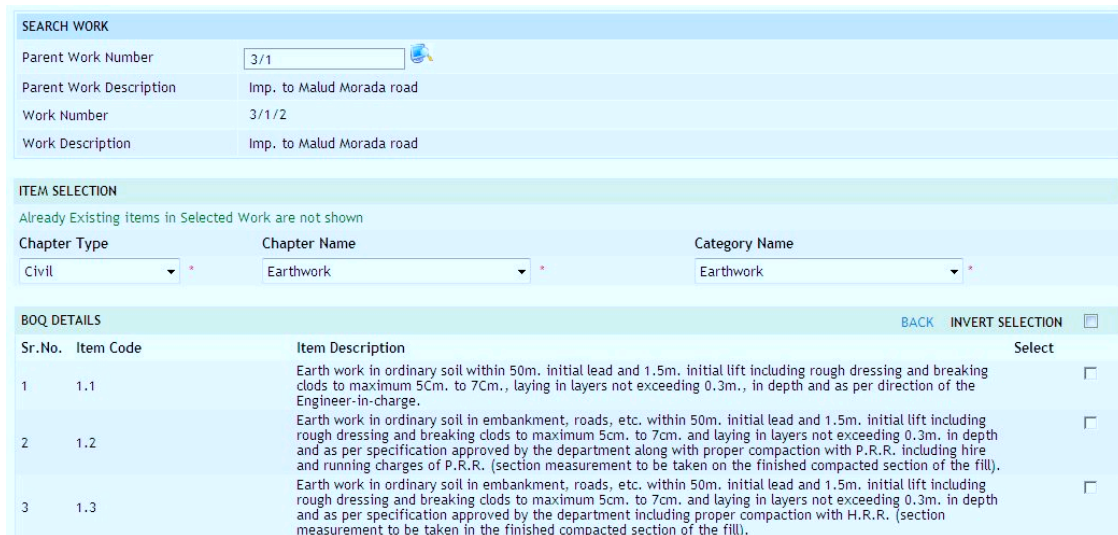 SEARCH WORK
Parent Work Number 3/1
Parent Work Description Imp. to Malud Morada road
Work Number 3/1/2
Work Description Imp. to Malud Morada road
ITEM SELECTION
Already Existing items in Selected Work are not shown
Chapter Type Chapter Name Category Name
Civil * Earthwork * Earthwork *
BOQ DETAILS BACK INVERT SELECTION
Sr.No. Item Code Item Description Select
1 1.1 Earth work in ordinary soil within 50m. initial lead and 1.5m. initial lift including rough dressing and breaking
clods to maximum 5Cm. to 7Cm., laying in layers not exceeding 0.3m., in depth and as per direction of the
Engineer-in-charge.
2 1.2 Earth work in ordinary soil in embankment, roads, etc. within 50m. initial lead and 1.5m. initial lift including
rough dressing and breaking clods to maximum 5cm. to 7cm. and laying in layers not exceeding 0.3m. in depth
and as per specification approved by the department along with proper compaction with P.R.R. including hire
and running charges of P.R.R. (section measurement to be taken on the finished compacted section of the fill).
3 1.3 Earth work in ordinary soil in embankment, roads, etc. within 50m. initial lead and 1.5m. initial lift including
rough dressing and breaking clods to maximum 5cm. to 7cm. and laying in layers not exceeding 0.3m. in depth
and as per specification approved by the department including proper compaction with H.R.R. (section
measurement to be taken in the finished compacted section of the fill).